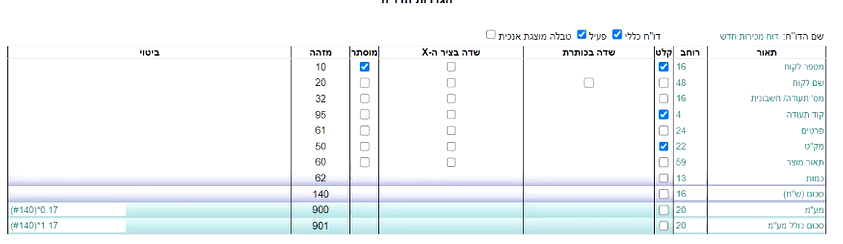 שם הדו"ח: דוח מכירות חדש דו"ח כללי פעיל טבלה מוצגת אנכית
תאור רוחב קלט שדה בכותרת שדה בציר ה-X מוסתר מזהה ביטוי
מספר לקוח 16 10
שם לקוח 48 20
מס' תעודה/ חשבונית 16 32
קוד תעודה 4 95
פרטים 24 61
מק"ט 22 50
תאור מוצר 59 60
כמות 13 62
סכום (ש"ח) 16 140
מע"מ 20 900 (#140)*0.17
סכום כולל מע"מ 20 901 (#140)*1.17